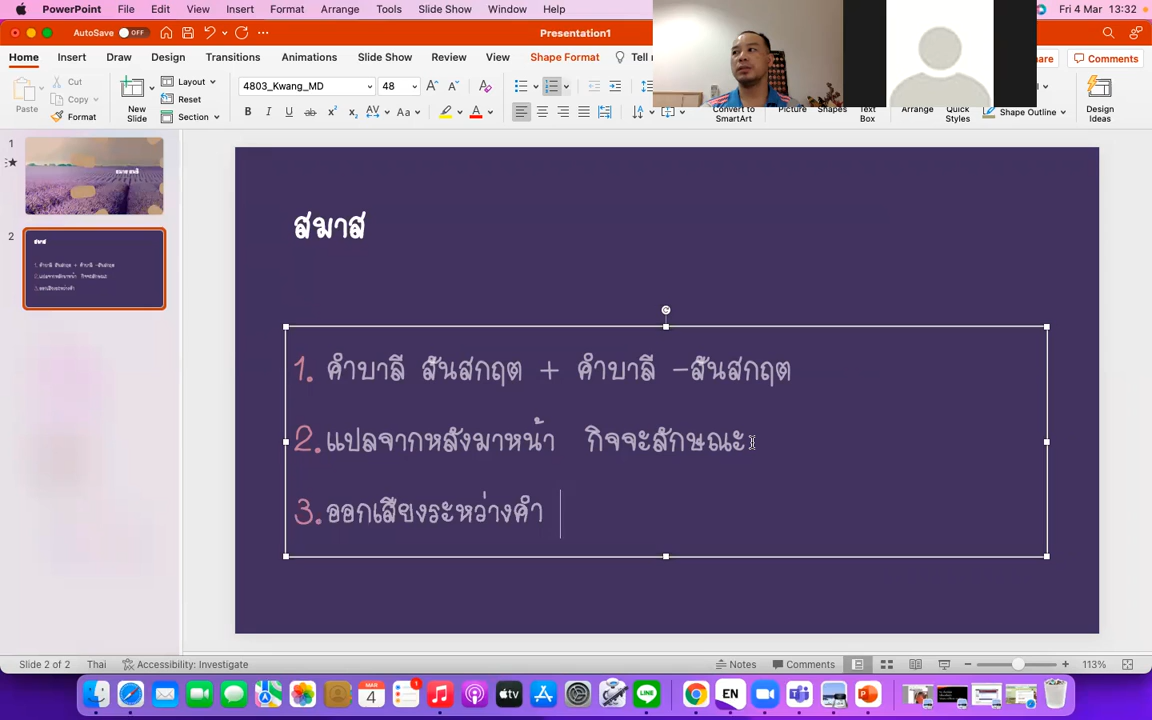 PowerPoint File Edit View Insert Format Arrange Tools Slide Show Window Help Fri 4 Mar 13:32
AutoSave OFF Presentation1
Home Insert Draw Design Transitions Animations Slide Show Review View Shape Format Comments
Paste Cut Copy Format
New Slide Layout Reset Section
4803_Kwang_MD 48
Convert to SmartArt Picture Shapes Text Box Arrange Quick Styles Shape Outline Design Ideas
1
2
สมาส
1. คำบาลี สันสกฤต + คำบาลี -สันสกฤต
2. แปลจากหลังมาหน้า กิจจะลักษณะ
3. ออกเสียงระหว่างคำ
Slide 2 of 2 Thai Accessibility: Investigate Notes Comments 113%